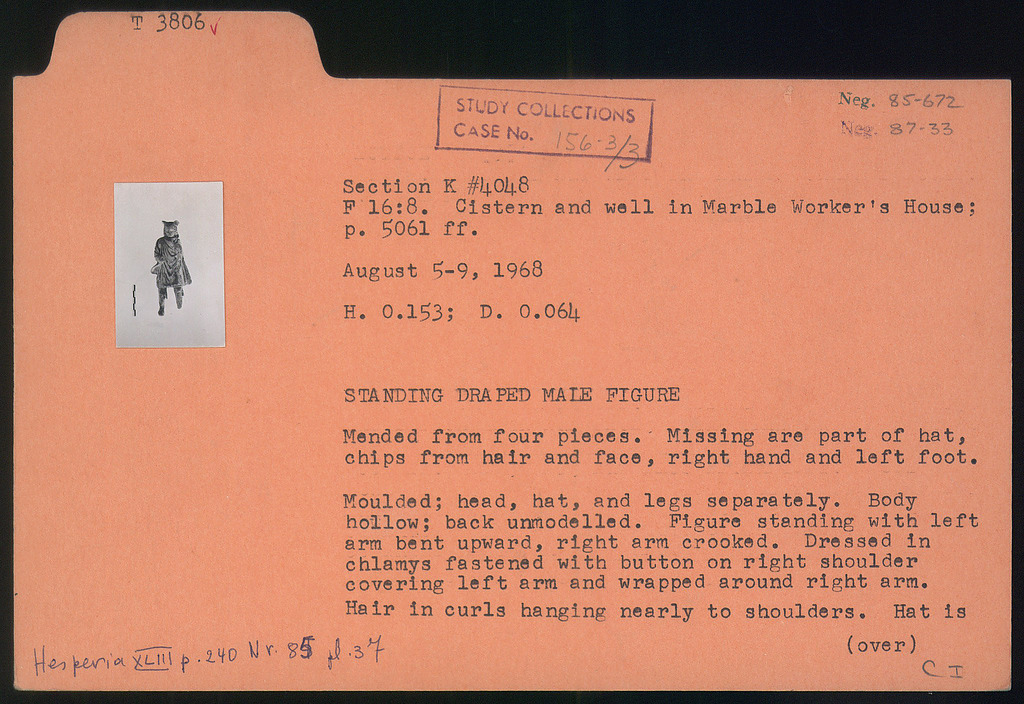 T 3806 ✓
STUDY COLLECTIONS
CASE No. 156-3/3
Neg. 85-672
Neg. 87-33
Section K #4048
F 16:8. Cistern and well in Marble Worker's House;
p. 5061 ff.
August 5-9, 1968
H. 0.153; D. 0.064
STANDING DRAPED MALE FIGURE
Mended from four pieces. Missing are part of hat,
chips from hair and face, right hand and left foot.
Moulded; head, hat, and legs separately. Body
hollow; back unmodelled. Figure standing with left
arm bent upward, right arm crooked. Dressed in
chlamys fastened with button on right shoulder
covering left arm and wrapped around right arm.
Hair in curls hanging nearly to shoulders. Hat is
(over)
Hesperia XLIII p. 240 Nr. 85 pl. 37
C I